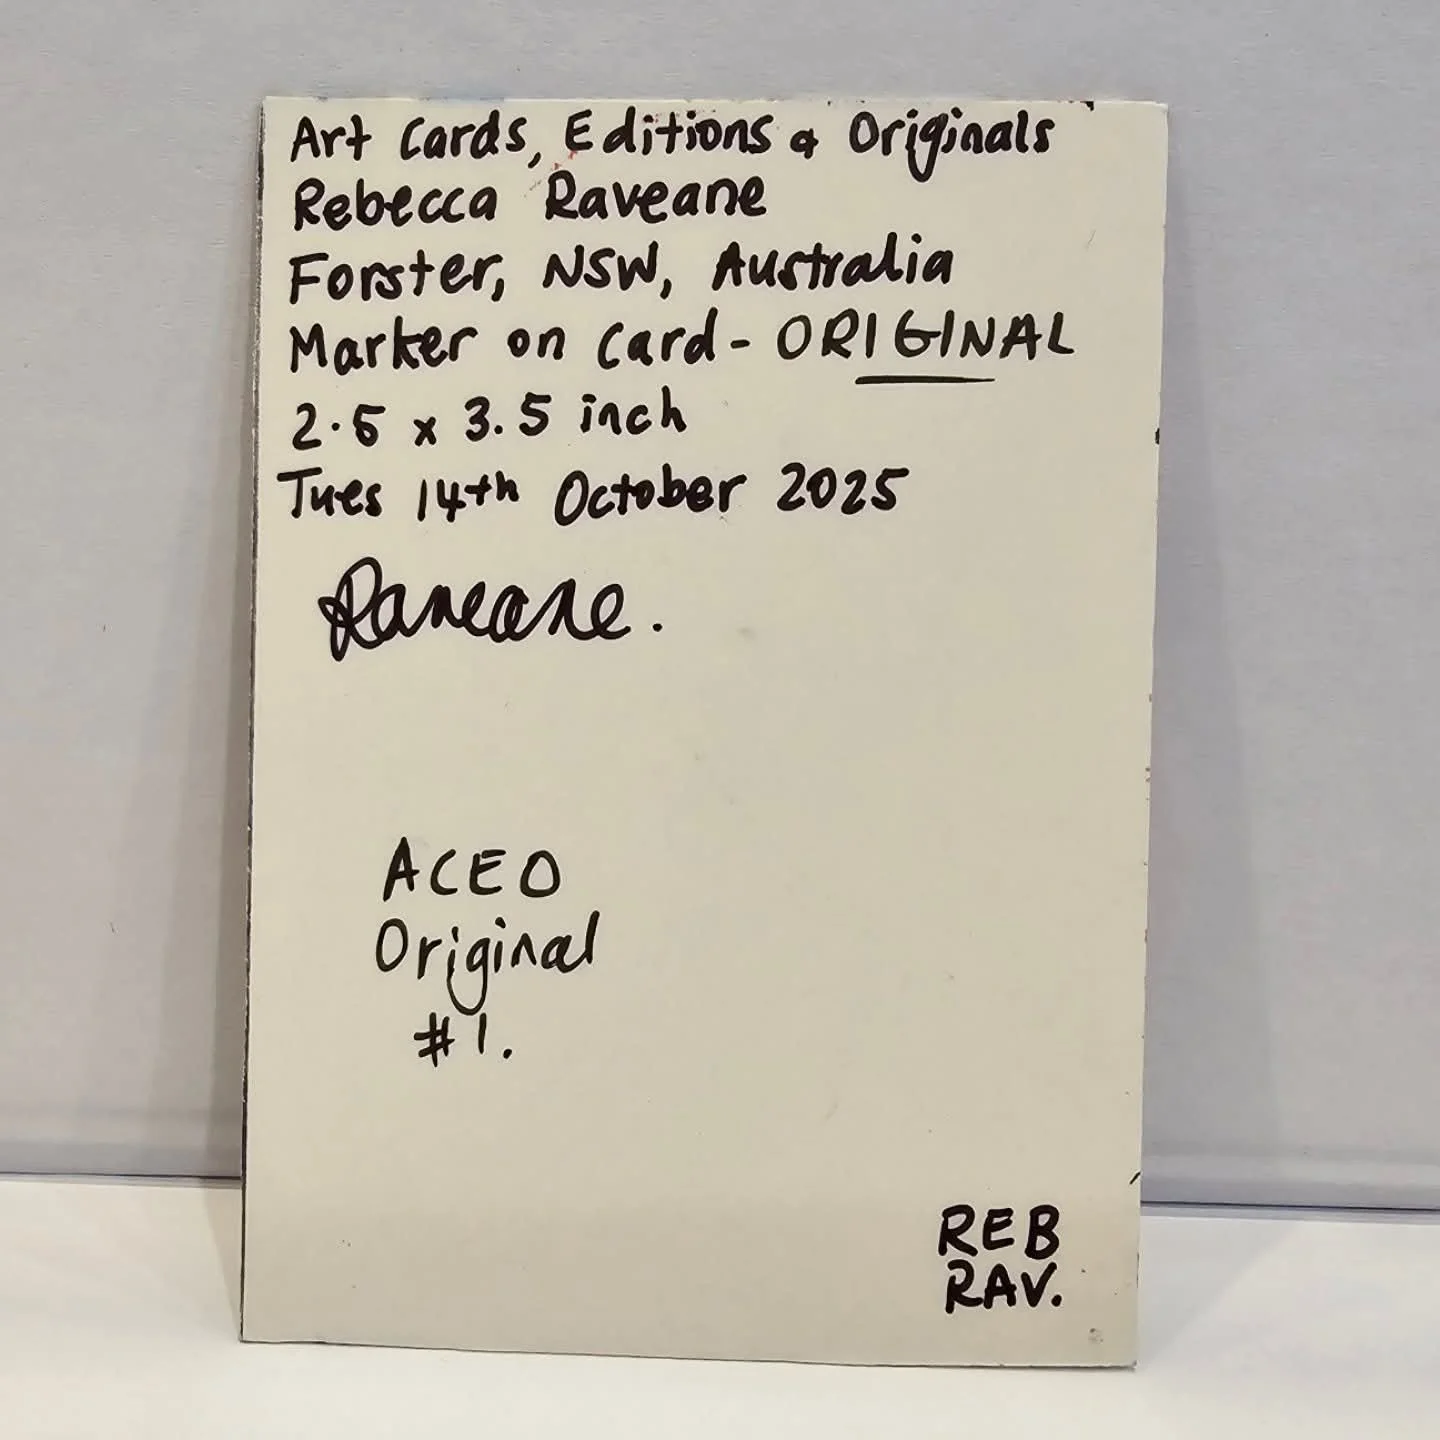 Art Cards, Editions & Originals
Rebecca Raveane
Forster, NSW, Australia
Marker on Card - ORIGINAL
2.5 x 3.5 inch
Tues 14th October 2025
Raveane.
ACEO
Original
#1.
REB
RAV.